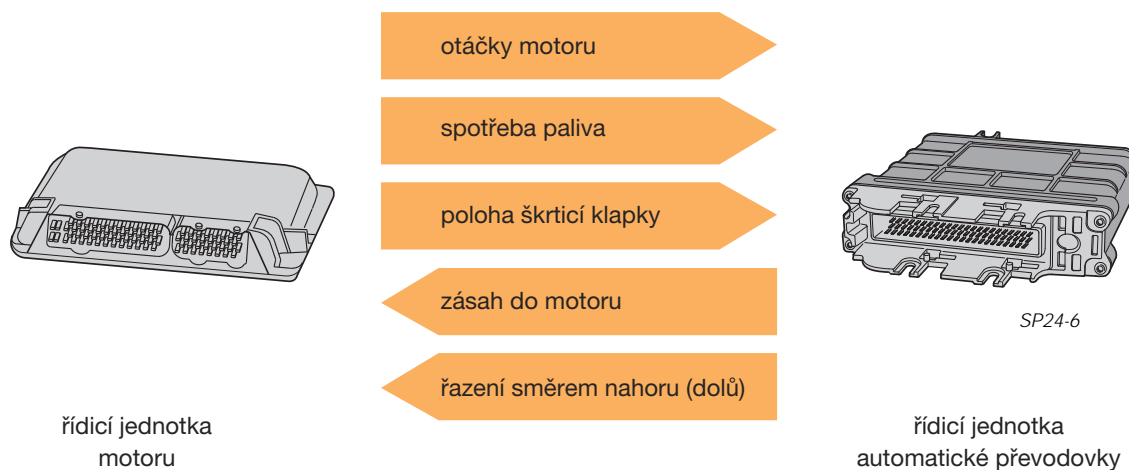 otáčky motoru
spotřeba paliva
poloha škrticí klapky
zásah do motoru
SP24-6
řazení směrem nahoru (dolů)
řídicí jednotka
motoru
řídicí jednotka
automatické převodovky